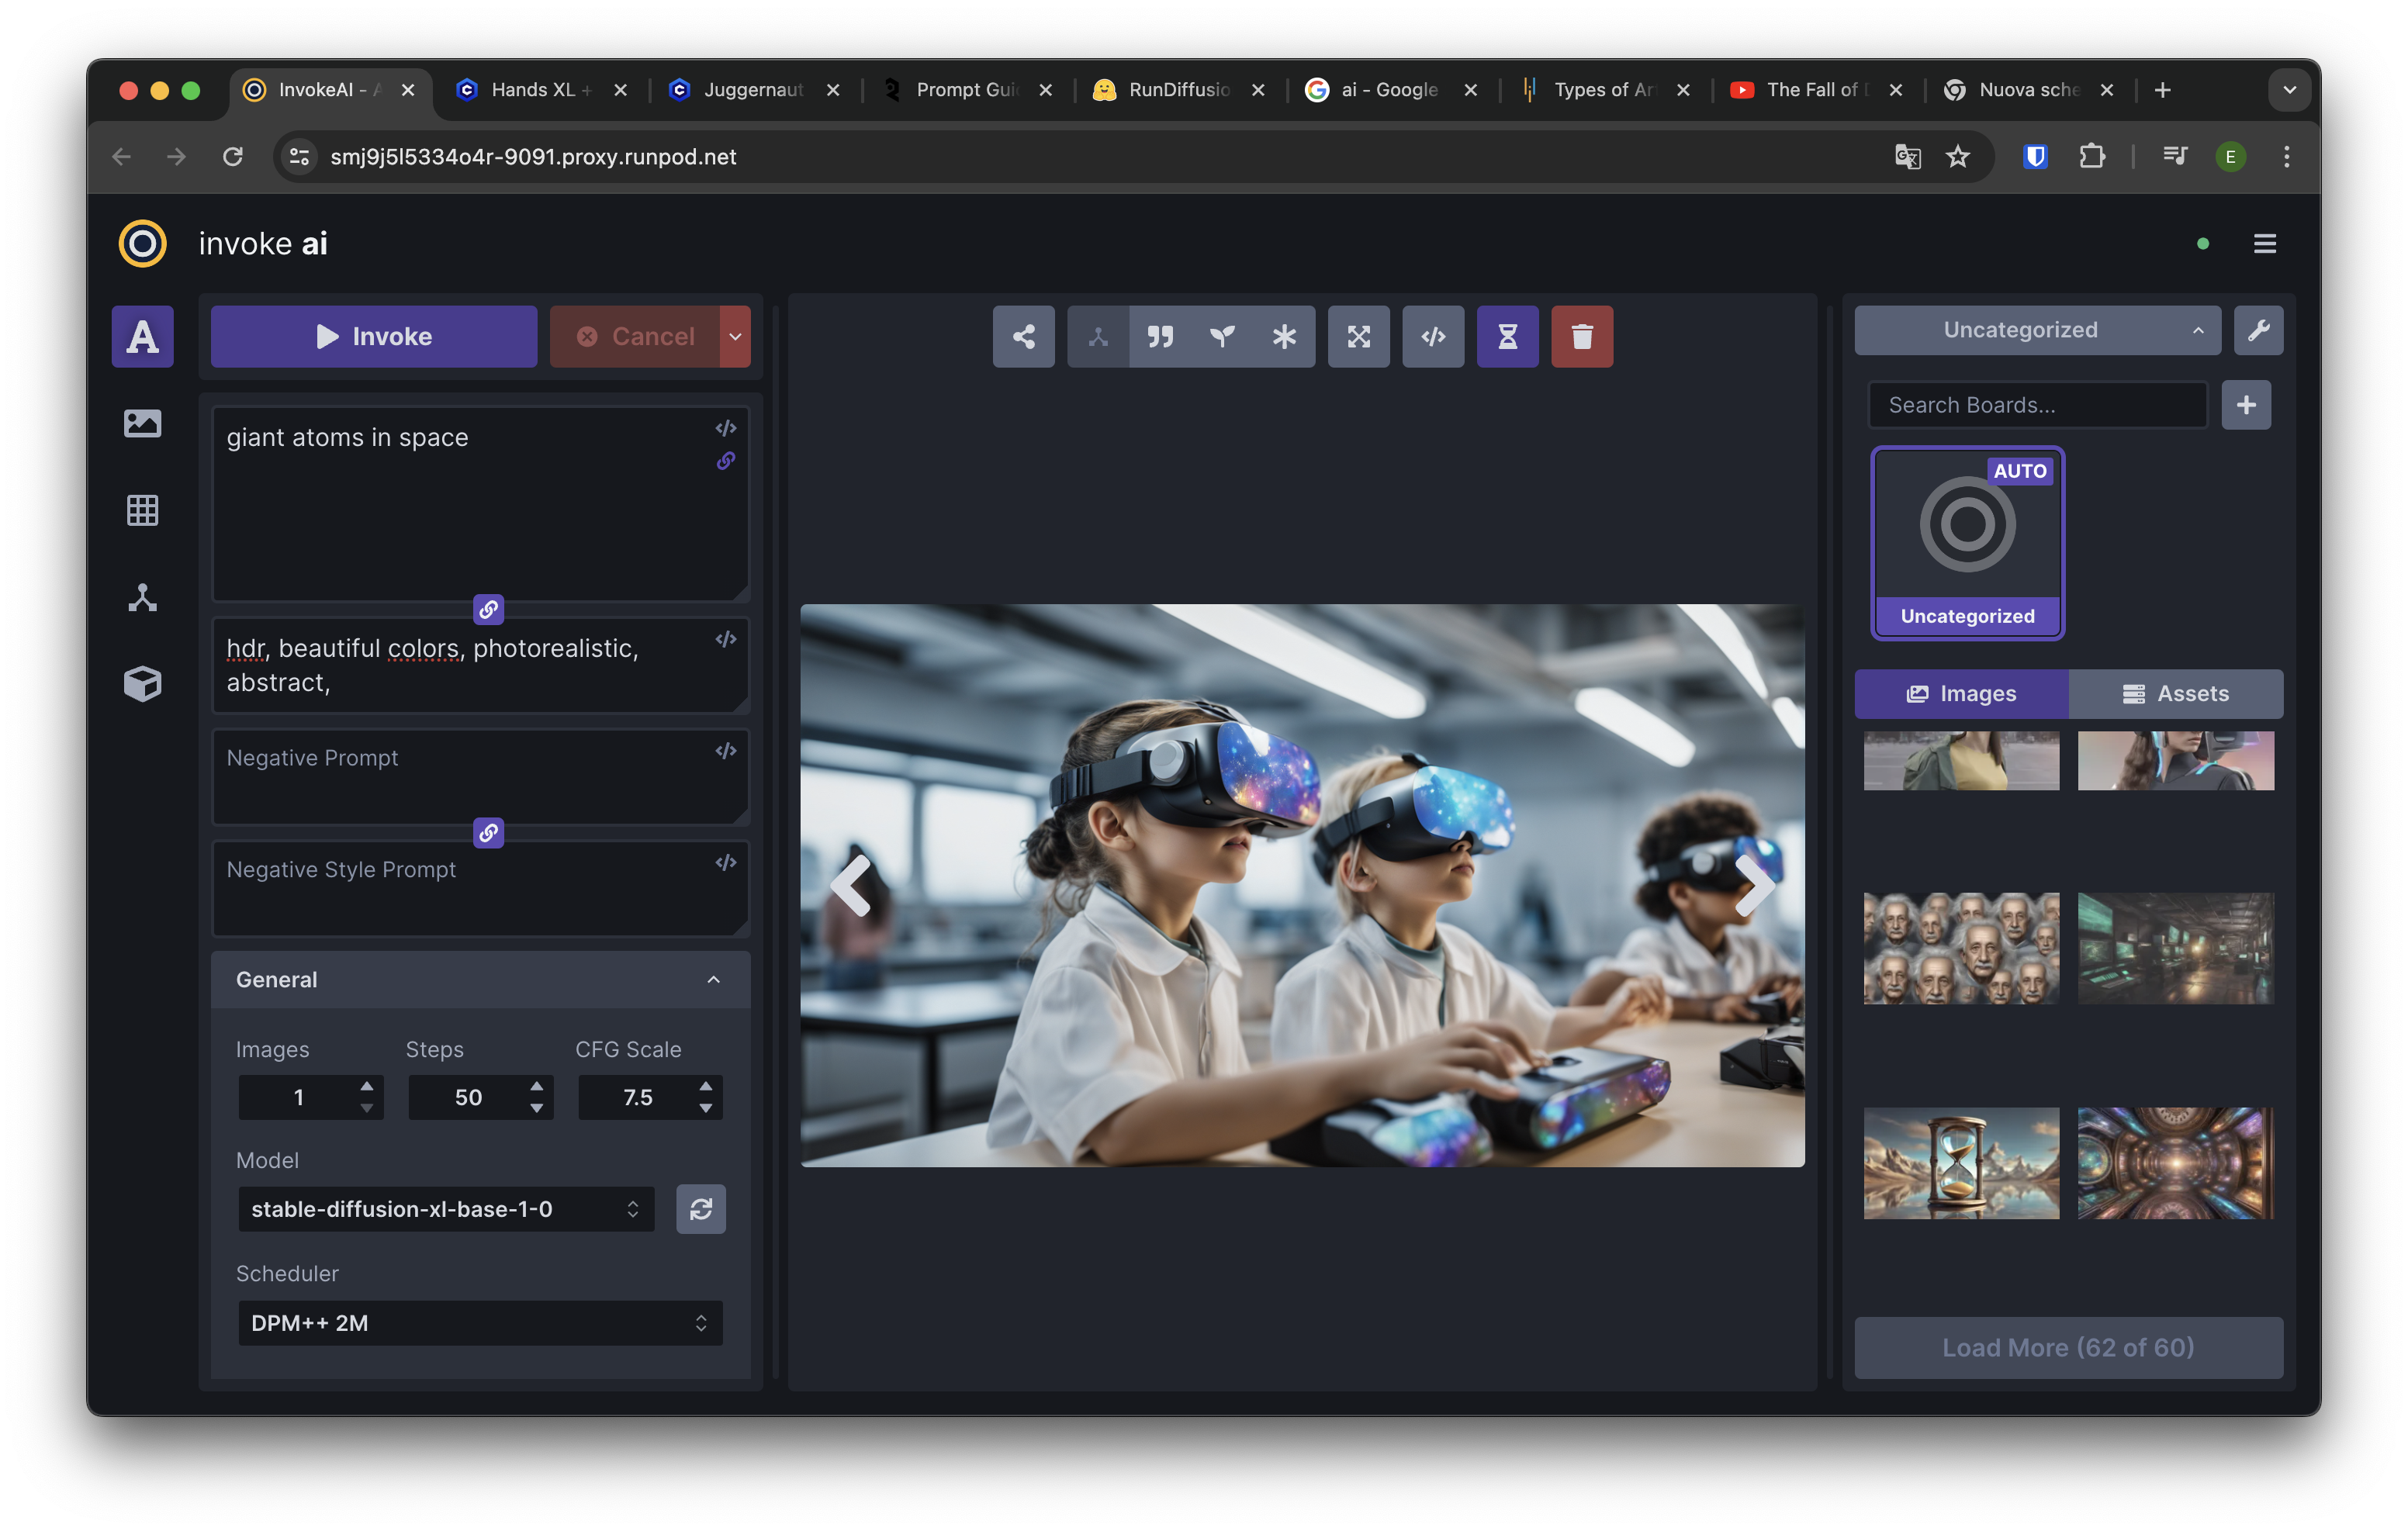 InvokeAI - A
Hands XL +
Juggernaut
Prompt Gui
RunDiffusio
ai - Google
Types of Ar
The Fall of D
Nuova sche
smj9j5l5334o4r-9091.proxy.runpod.net
E
invoke ai
Invoke
Cancel
Uncategorized
giant atoms in space
Search Boards...
AUTO
Uncategorized
hdr, beautiful colors, photorealistic,
abstract,
Images
Assets
Negative Prompt
Negative Style Prompt
General
Images
Steps
CFG Scale
1
50
7.5
Model
stable-diffusion-xl-base-1-0
Scheduler
DPM++ 2M
Load More (62 of 60)